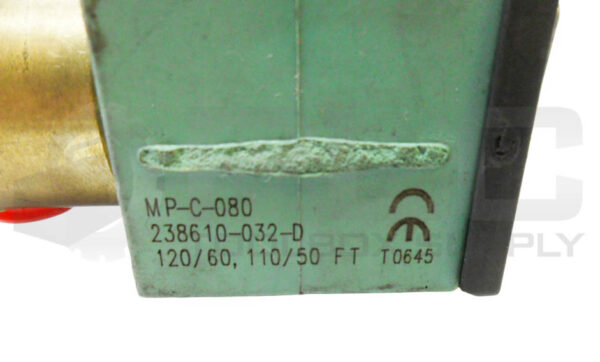 MP-C-080
238610-032-D
120/60, 110/50 FT T0645